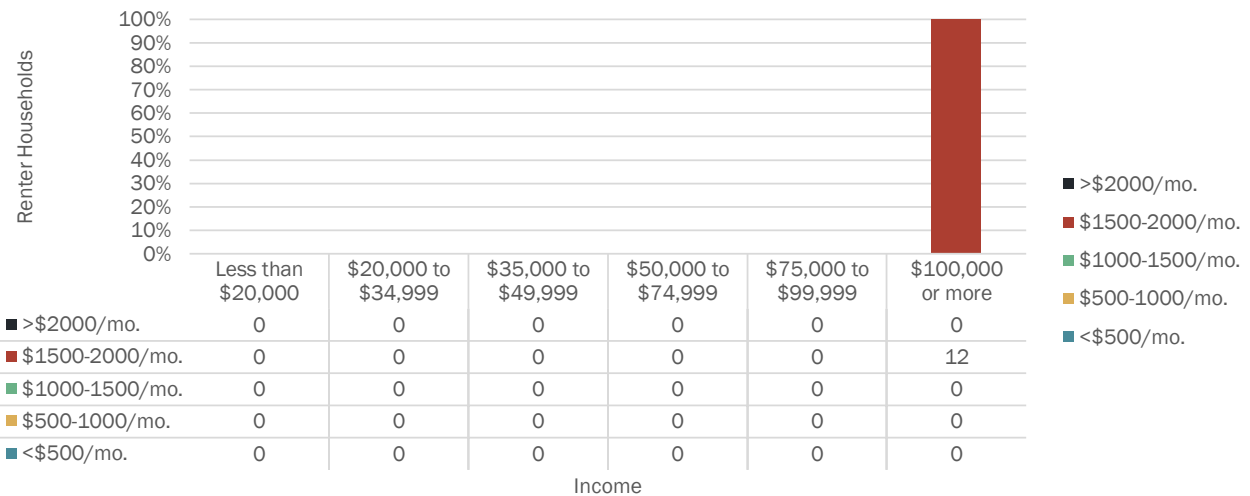 Renter Households
100%
90%
80%
70%
60%
50%
40%
30%
20%
10%
0%
Less than $20,000 to $35,000 to $50,000 to $75,000 to $100,000
$20,000 $34,999 $49,999 $74,999 $99,999 or more
>$2000/mo. 0 0 0 0 0 0
$1500-2000/mo. 0 0 0 0 0 12
$1000-1500/mo. 0 0 0 0 0 0
$500-1000/mo. 0 0 0 0 0 0
<$500/mo. 0 0 0 0 0 0
Income
>$2000/mo.
$1500-2000/mo.
$1000-1500/mo.
$500-1000/mo.
<$500/mo.